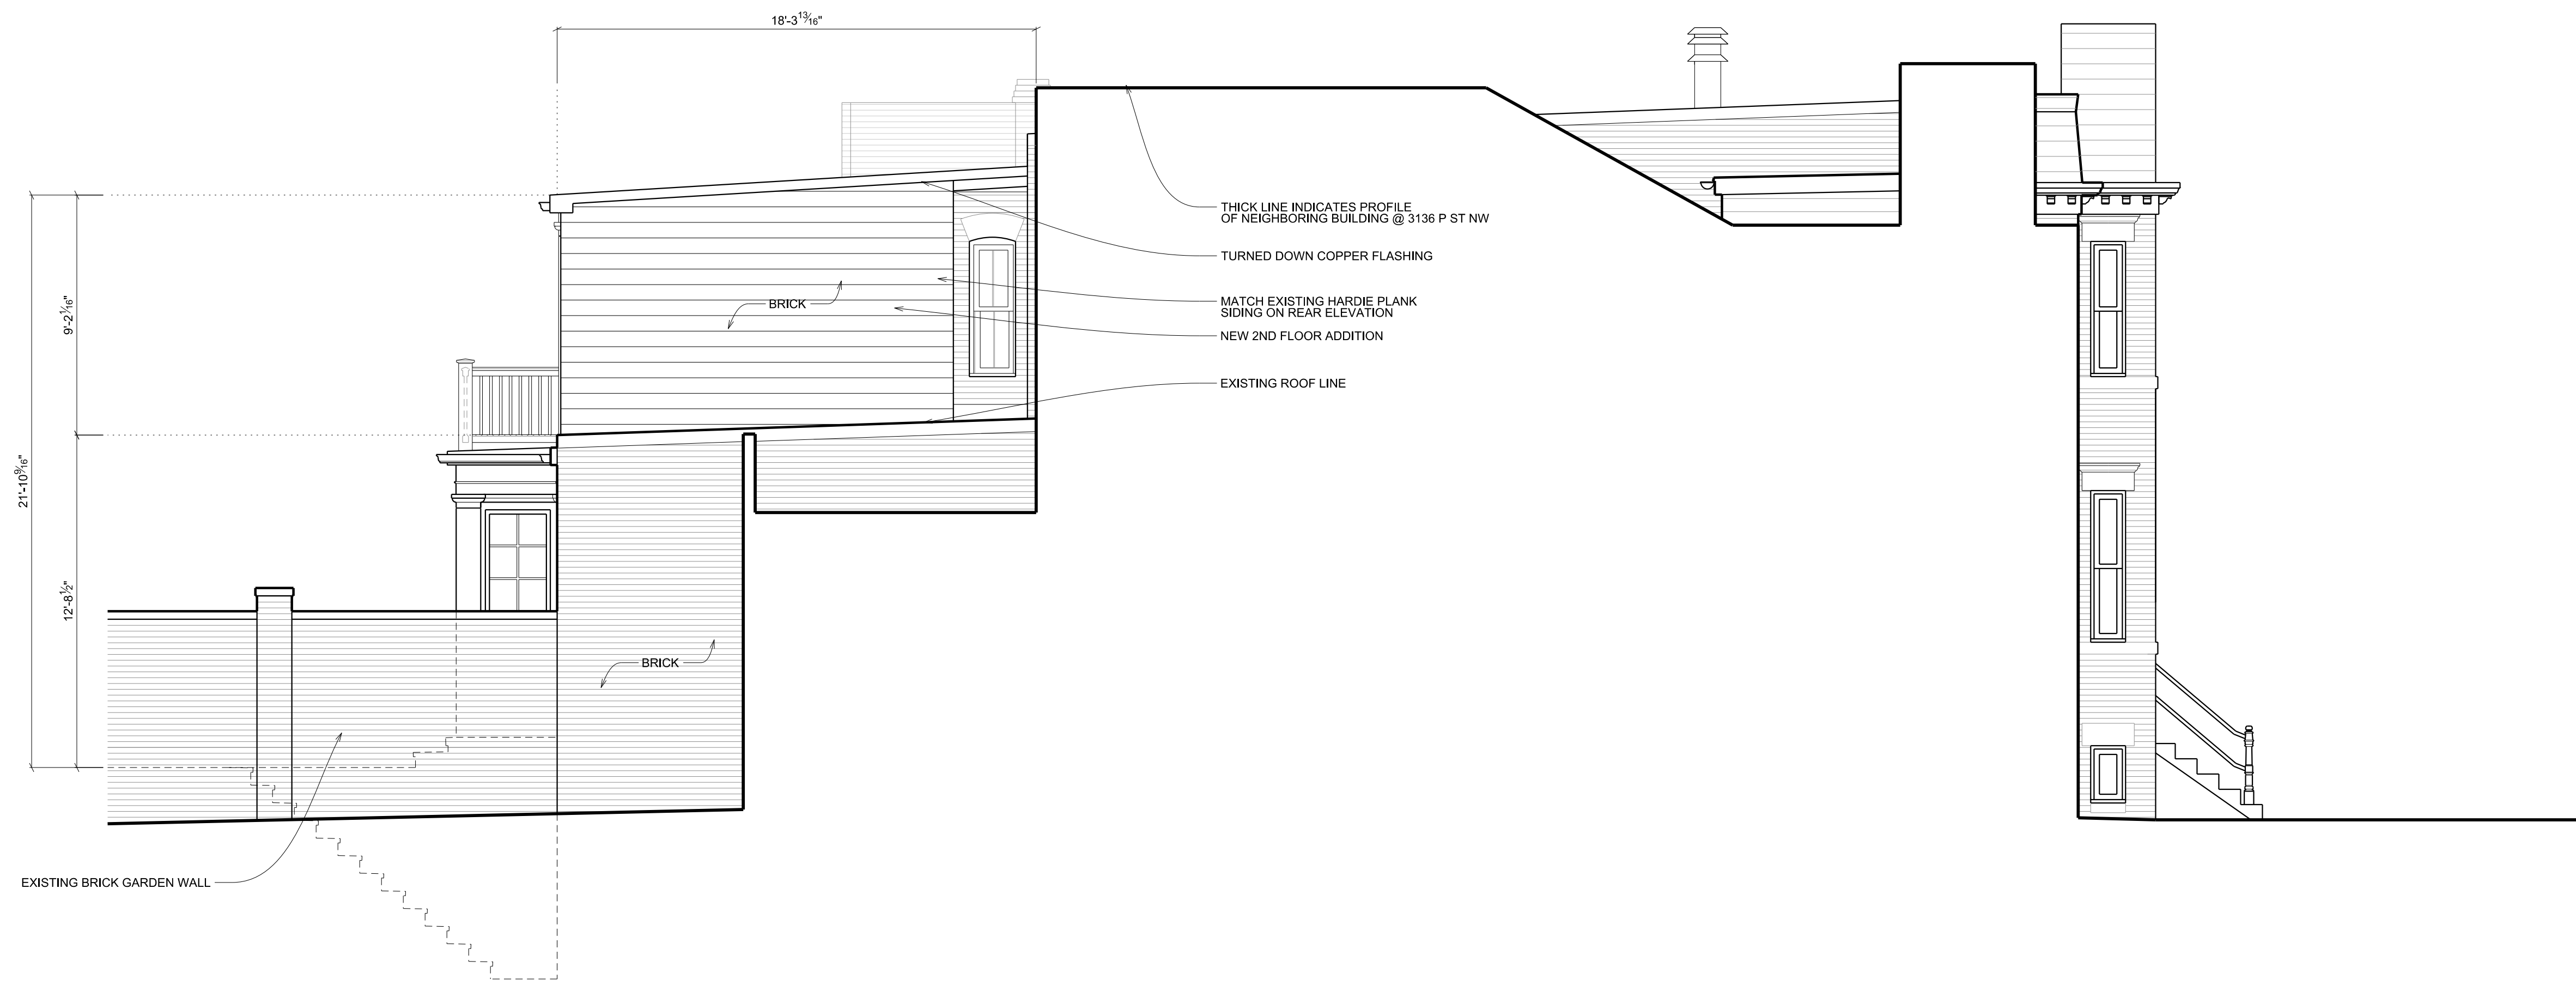 18'-3 13/16"
THICK LINE INDICATES PROFILE
OF NEIGHBORING BUILDING @ 3136 P ST NW
TURNED DOWN COPPER FLASHING
MATCH EXISTING HARDIE PLANK
SIDING ON REAR ELEVATION
BRICK
NEW 2ND FLOOR ADDITION
EXISTING ROOF LINE
9'-2 1/16"
21'-10 9/16"
12'-8 1/2"
BRICK
EXISTING BRICK GARDEN WALL